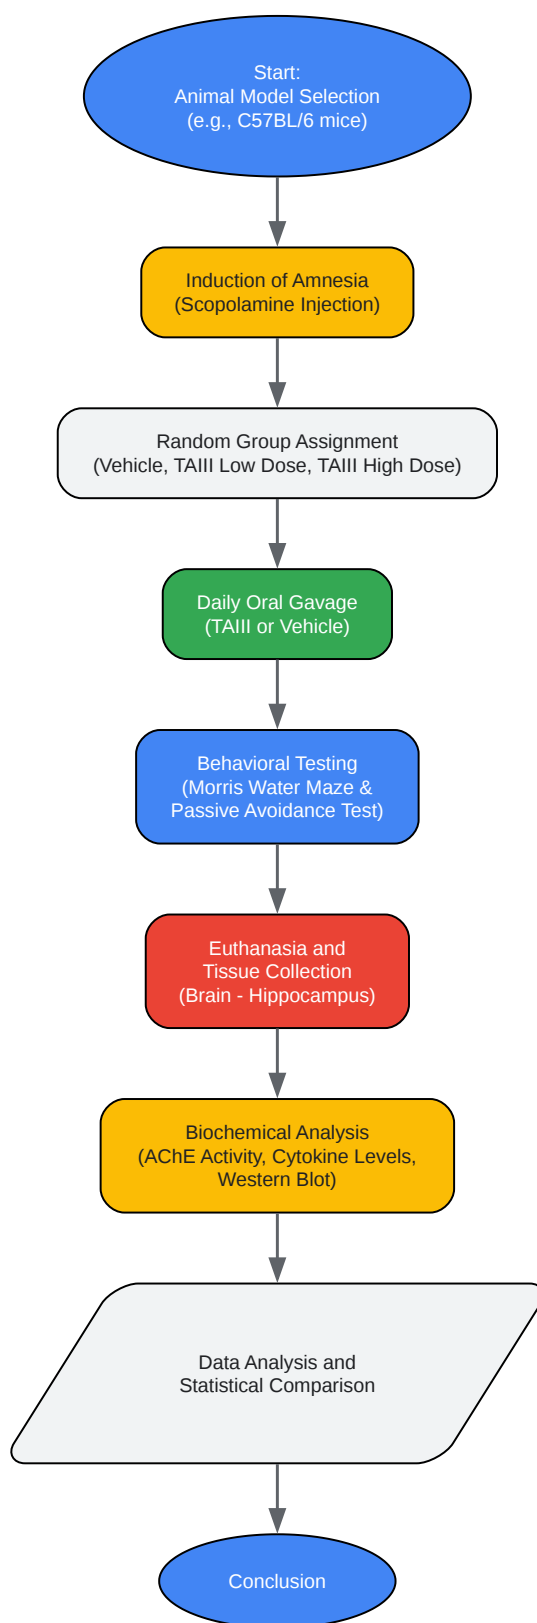 Start:
Animal Model Selection
(e.g., C57BL/6 mice)
Induction of Amnesia
(Scopolamine Injection)
Random Group Assignment
(Vehicle, TAIII Low Dose, TAIII High Dose)
Daily Oral Gavage
(TAIII or Vehicle)
Behavioral Testing
(Morris Water Maze &
Passive Avoidance Test)
Euthanasia and
Tissue Collection
(Brain - Hippocampus)
Biochemical Analysis
(AChE Activity, Cytokine Levels,
Western Blot)
Data Analysis and
Statistical Comparison
Conclusion